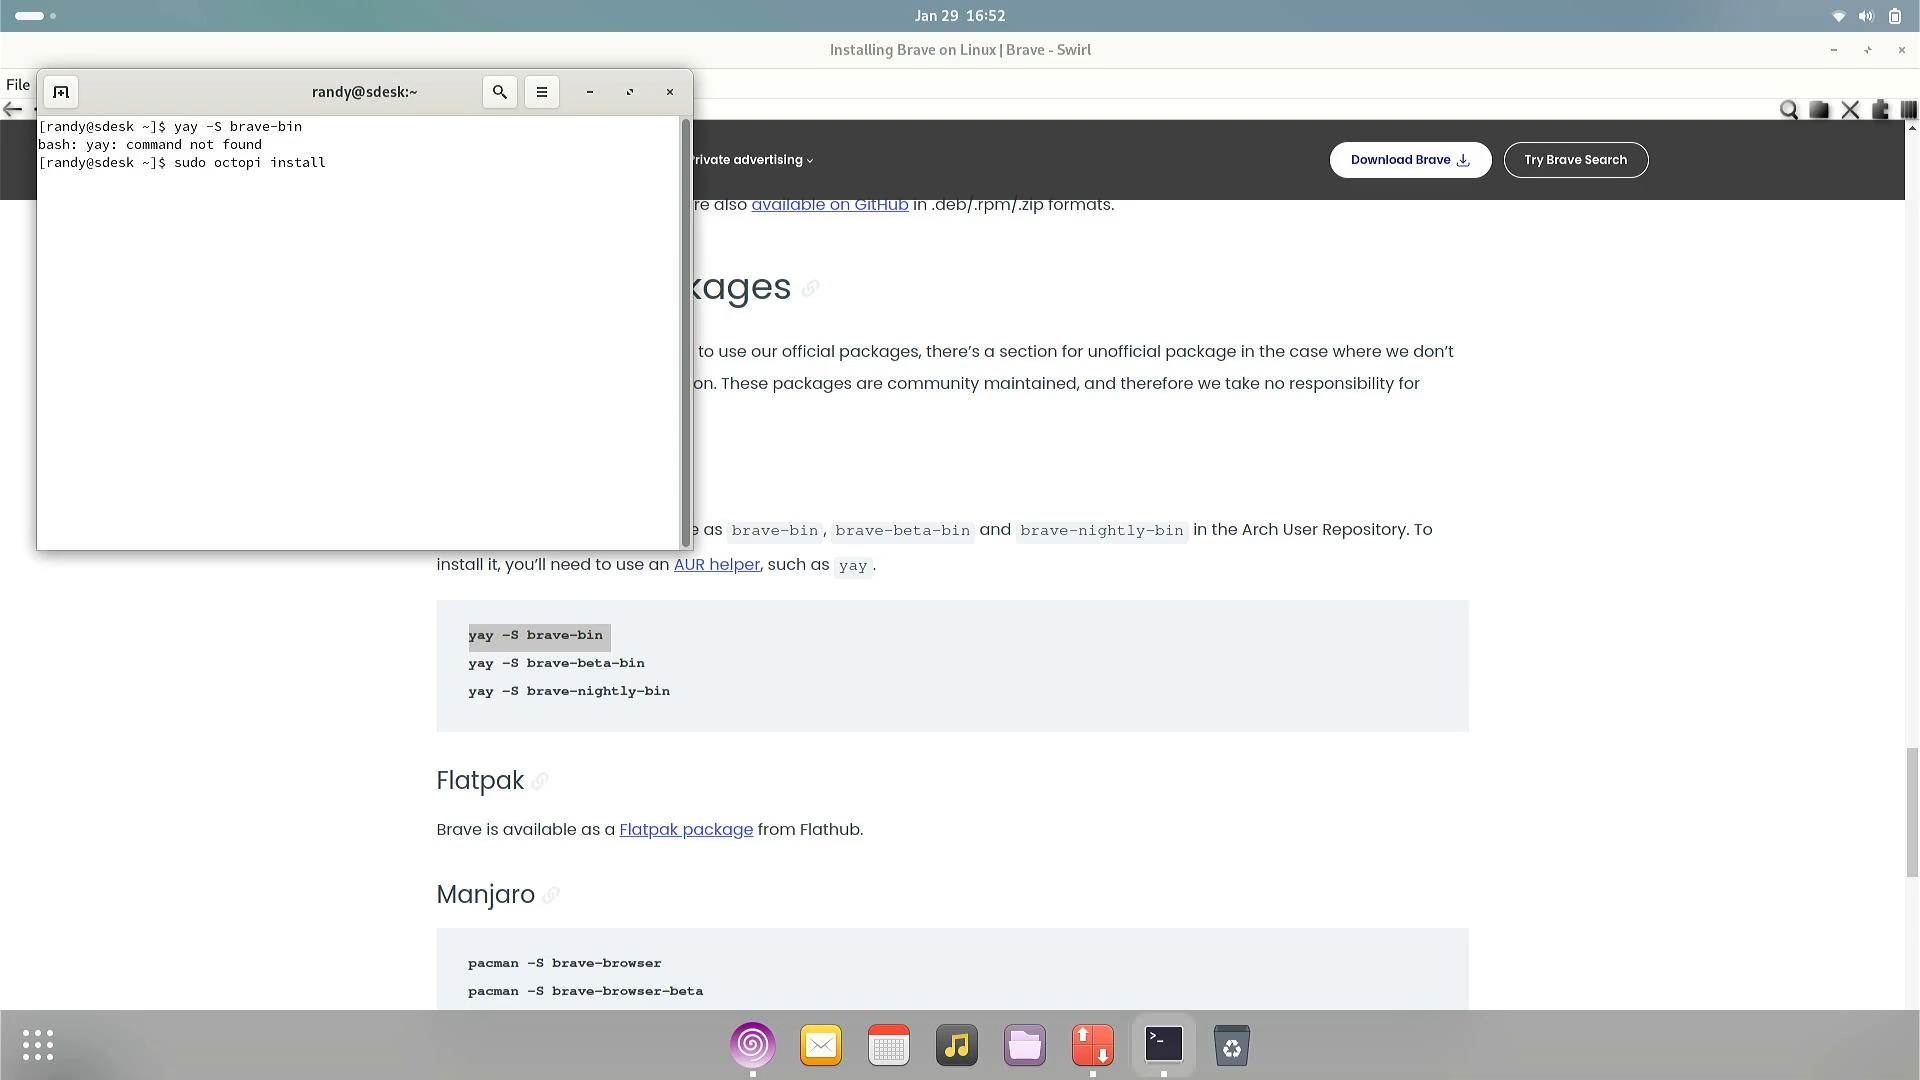 Jan 29 16:52
Installing Brave on Linux | Brave - Swirl
File
randy@sdesk:~
[randy@sdesk ~]$ yay -S brave-bin
bash: yay: command not found
[randy@sdesk ~]$ sudo octopi install
rivate advertising
Download Brave
Try Brave Search
re also available on GitHub in .deb/.rpm/.zip formats.
kages
to use our official packages, there's a section for unofficial package in the case where we don't
on. These packages are community maintained, and therefore we take no responsibility for
e as brave-bin, brave-beta-bin and brave-nightly-bin in the Arch User Repository. To
install it, you'll need to use an AUR helper, such as yay.
yay -S brave-bin
yay -S brave-beta-bin
yay -S brave-nightly-bin
Flatpak
Brave is available as a Flatpak package from Flathub.
Manjaro
pacman -S brave-browser
pacman -S brave-browser-beta